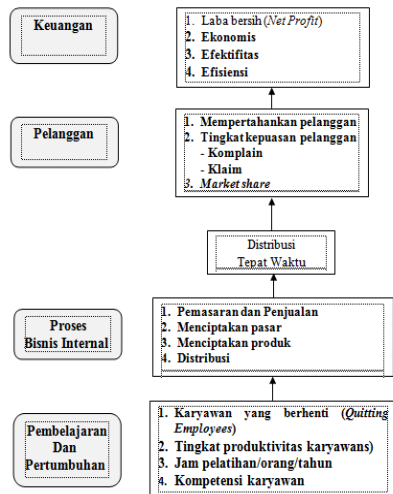 Keuangan
1. Laba bersih (Net Profit)
2. Ekonomis
3. Efektifitas
4. Efisiensi
Pelanggan
1. Mempertahankan pelanggan
2. Tingkat kepuasan pelanggan
- Komplain
- Klaim
3. Market share
Distribusi
Tepat Waktu
Proses
Bisnis Internal
1. Pemasaran dan Penjualan
2. Menciptakan pasar
3. Menciptakan produk
4. Distribusi
Pembelajaran
Dan
Pertumbuhan
1. Karyawan yang berhenti (Quitting
Employees)
2. Tingkat produktivitas karyawans)
3. Jam pelatihan/orang/tahun
4. Kompetensi karyawan